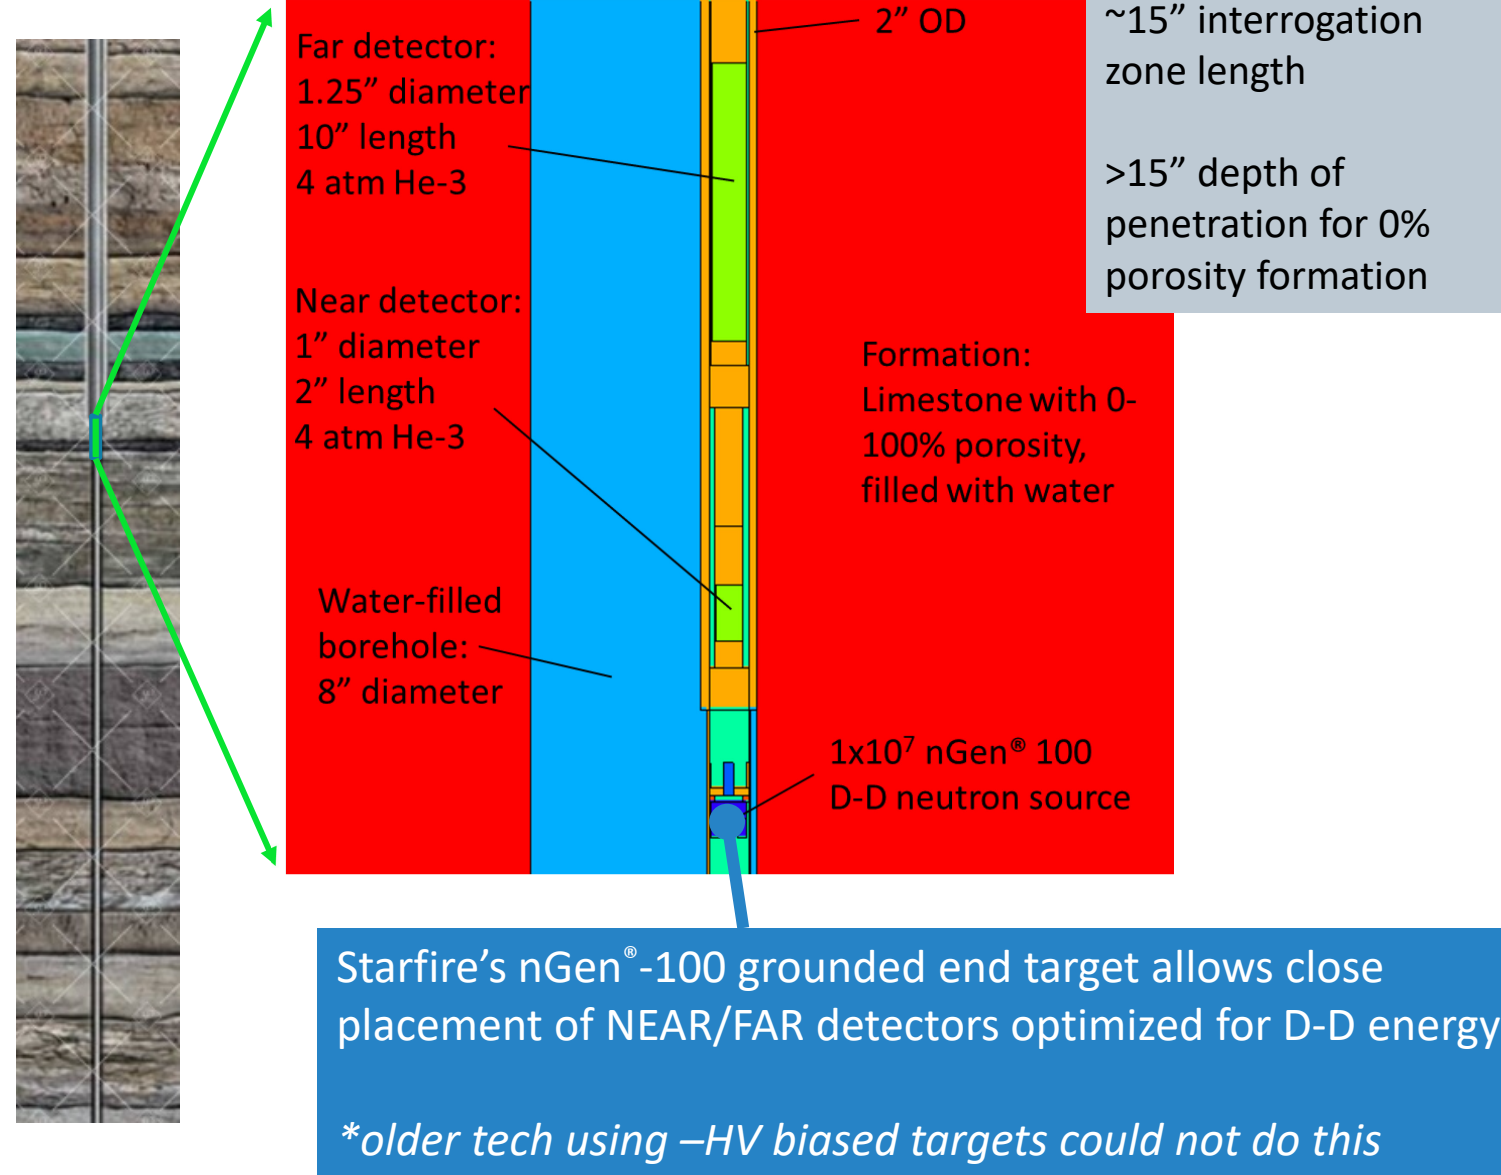 2” OD
~15” interrogation
zone length
>15” depth of
penetration for 0%
porosity formation
Far detector:
1.25” diameter
10” length
4 atm He-3
Near detector:
1” diameter
2” length
4 atm He-3
Formation:
Limestone with 0-
100% porosity,
filled with water
Water-filled
borehole:
8” diameter
1x10⁷ nGen® 100
D-D neutron source
Starfire’s nGen®-100 grounded end target allows close
placement of NEAR/FAR detectors optimized for D-D energy
*older tech using –HV biased targets could not do this